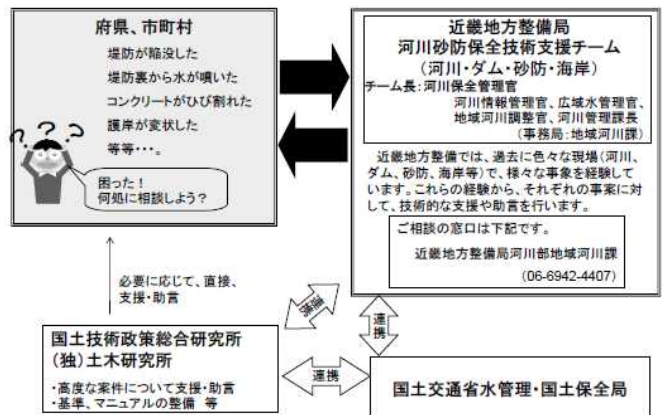 府県、市町村
堤防が陥没した
堤防裏から水が噴いた
コンクリートがひび割れた
護岸が変状した
等等・・・。
? ? ?
困った！
何処に相談しよう？
近畿地方整備局
河川砂防保全技術支援チーム
（河川・ダム・砂防・海岸）
チーム長：河川保全管理官
河川情報管理官、広域水管理官、
地域河川調整官、河川管理課長
（事務局：地域河川課）
近畿地方整備では、過去に色々な現場（河川、
ダム、砂防、海岸等）で、様々な事象を経験して
います。これらの経験から、それぞれの事案に対
して、技術的な支援や助言を行います。
ご相談の窓口は下記です。
近畿地方整備局河川部地域河川課
（06-6942-4407）
必要に応じて、直接、
支援・助言
連携
連携
国土技術政策総合研究所
（独）土木研究所
・高度な案件について支援・助言
・基準、マニュアルの整備 等
連携
国土交通省水管理・国土保全局